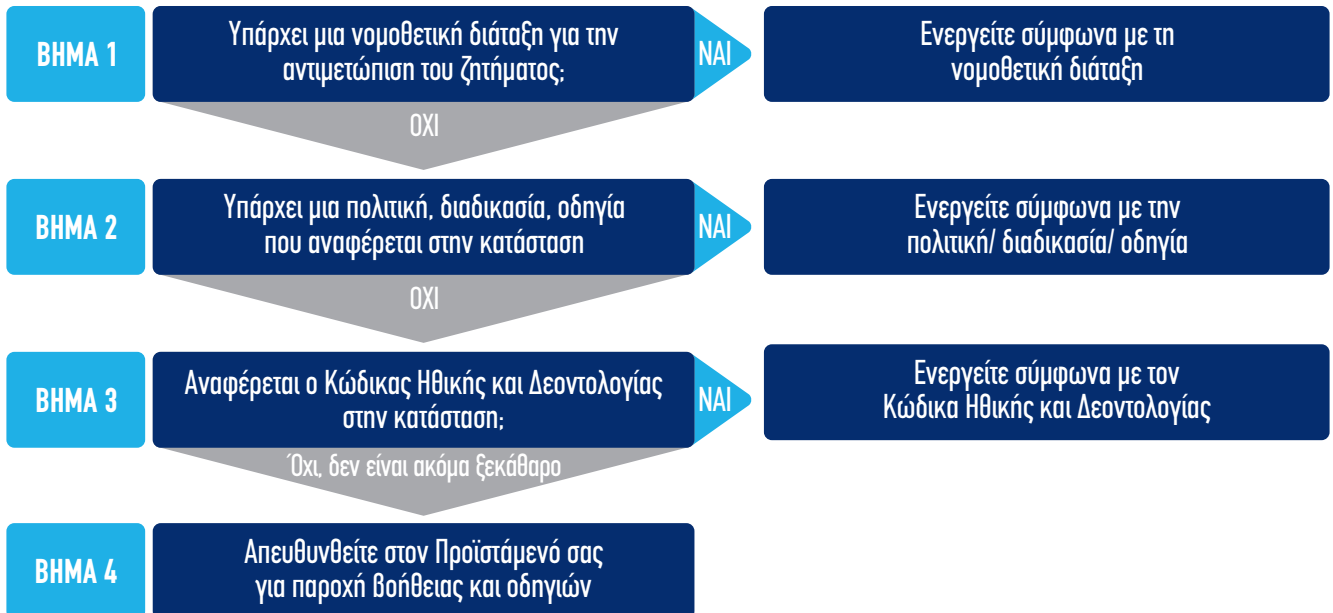 ΒΗΜΑ 1
Υπάρχει μια νομοθετική διάταξη για την
αντιμετώπιση του ζητήματος;
ΝΑΙ
Ενεργείτε σύμφωνα με τη
νομοθετική διάταξη
ΟΧΙ
ΒΗΜΑ 2
Υπάρχει μια πολιτική, διαδικασία, οδηγία
που αναφέρεται στην κατάσταση
ΝΑΙ
Ενεργείτε σύμφωνα με την
πολιτική/ διαδικασία/ οδηγία
ΟΧΙ
ΒΗΜΑ 3
Αναφέρεται ο Κώδικας Ηθικής και Δεοντολογίας
στην κατάσταση;
ΝΑΙ
Ενεργείτε σύμφωνα με τον
Κώδικα Ηθικής και Δεοντολογίας
Όχι, δεν είναι ακόμα ξεκάθαρο
ΒΗΜΑ 4
Απευθυνθείτε στον Προϊστάμενό σας
για παροχή βοήθειας και οδηγιών